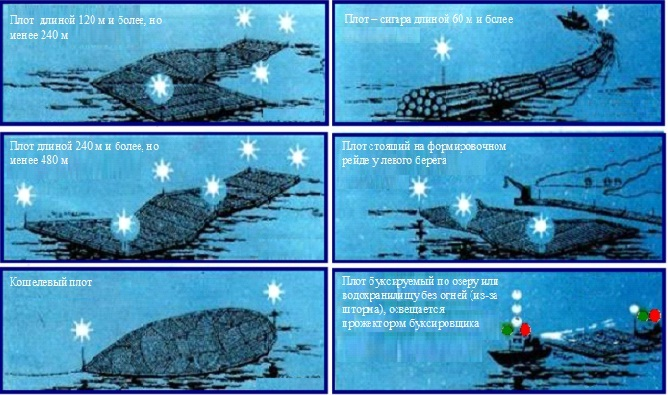 Плот длиной 120 м и более, но
менее 240 м
Плот – сигара длиной 60 м и более
Плот длиной 240 м и более, но
менее 480 м
Плот стоящий на формировочном
рейде у левого берега
Кошелевый плот
Плот буксируемый по озеру или
водохранилищу без огней (из-за
шторма), освещается
прожектором буксировщика